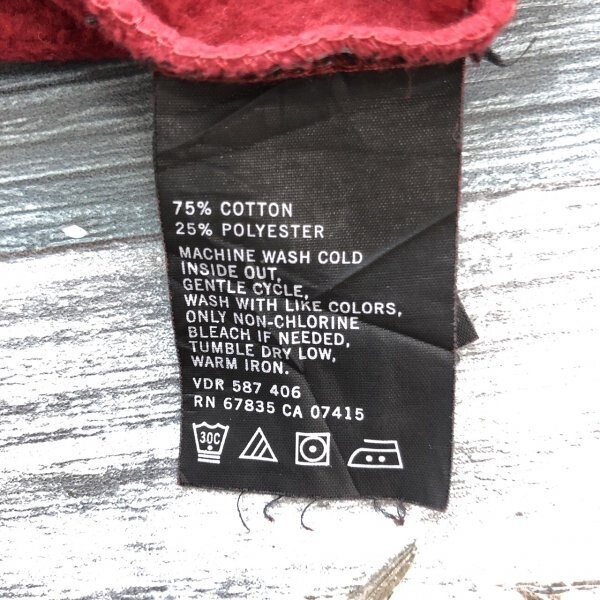 75% COTTON
25% POLYESTER
MACHINE WASH COLD
INSIDE OUT,
GENTLE CYCLE,
WASH WITH LIKE COLORS,
ONLY NON-CHLORINE
BLEACH IF NEEDED,
TUMBLE DRY LOW,
WARM IRON.
VDR 587 406
RN 67835 CA 07415
30C